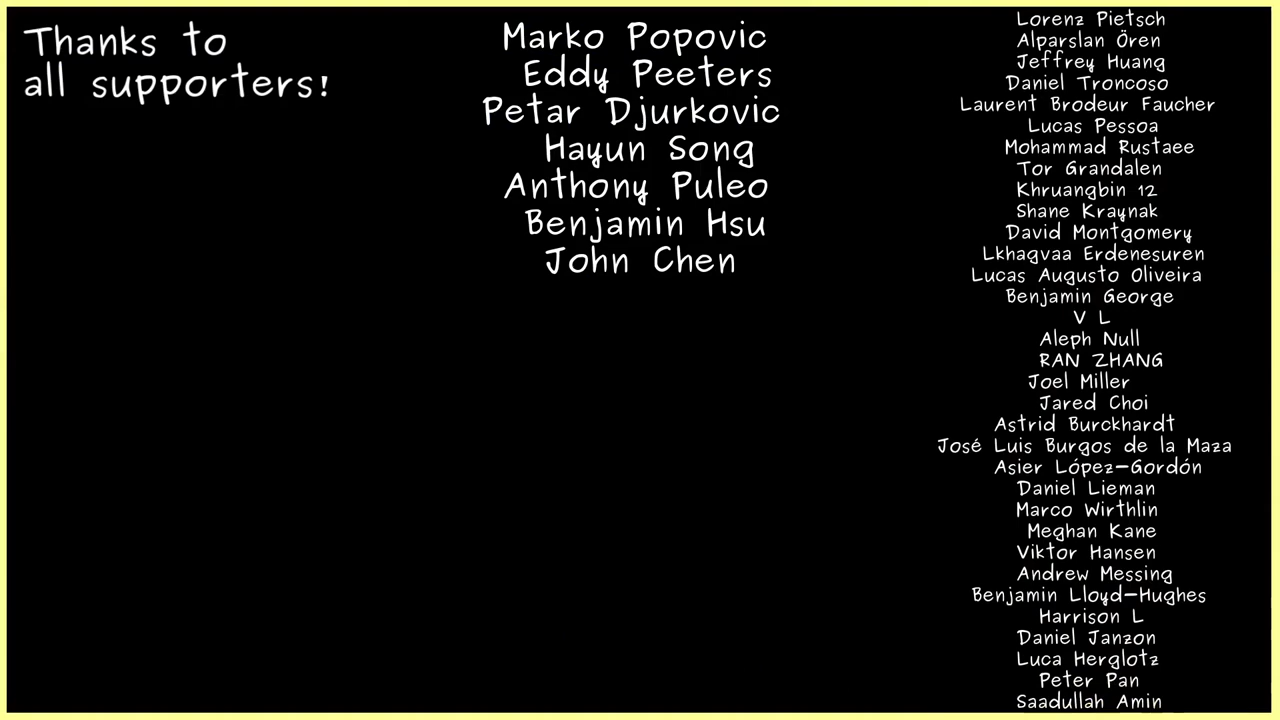 Thanks to
all supporters!
Marko Popovic
Eddy Peeters
Petar Djurkovic
Hayun Song
Anthony Puleo
Benjamin Hsu
John Chen
Lorenz Pietsch
Alparslan Ören
Jeffrey Huang
Daniel Troncoso
Laurent Brodeur Faucher
Lucas Pessoa
Mohammad Rustaee
Tor Grandalen
Khruangbin 12
Shane Kraynak
David Montgomery
Lkhagvaa Erdenesuren
Lucas Augusto Oliveira
Benjamin George
V L
Aleph Null
RAN ZHANG
Joel Miller
Jared Choi
Astrid Burckhardt
José Luis Burgos de la Maza
Asier López-Gordón
Daniel Lieman
Marco Wirthlin
Meghan Kane
Viktor Hansen
Andrew Messing
Benjamin Lloyd-Hughes
Harrison L
Daniel Janzon
Luca Herglotz
Peter Pan
Saadullah Amin